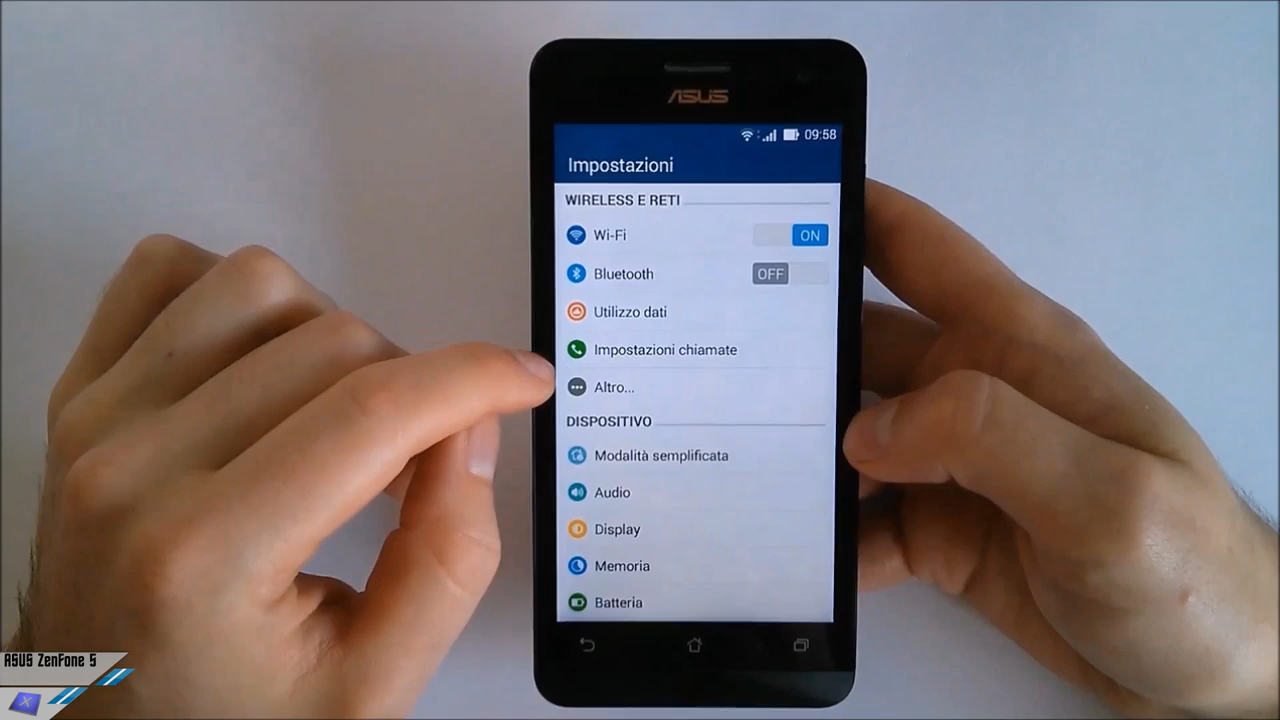 ASUS
09:58
Impostazioni
WIRELESS E RETI
Wi-Fi
ON
Bluetooth
OFF
Utilizzo dati
Impostazioni chiamate
Altro...
DISPOSITIVO
Modalità semplificata
Audio
Display
Memoria
Batteria
ASUS ZenFone 5
X